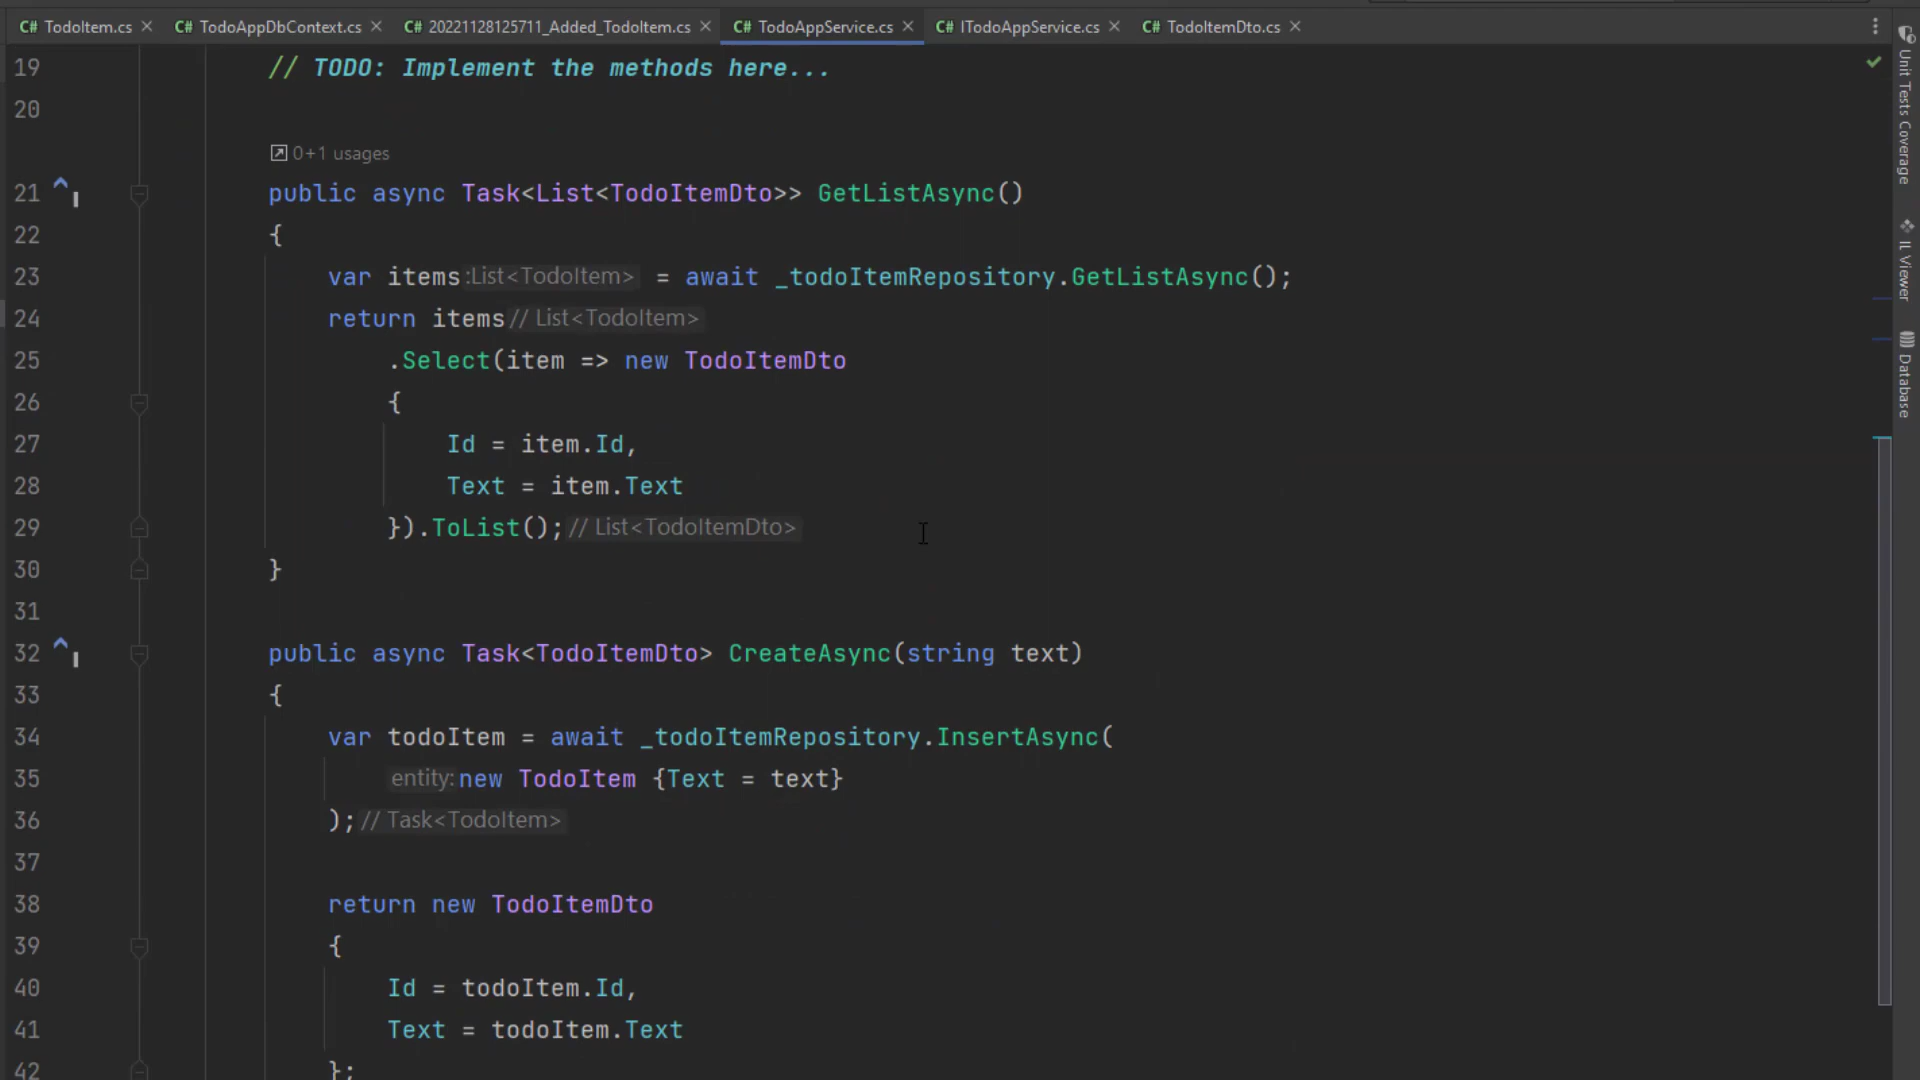 C# TodoItem.cs × C# TodoAppDbContext.cs × C# 20221128125711_Added_TodoItem.cs × C# TodoAppService.cs × C# ITodoAppService.cs × C# TodoItemDto.cs ×
19 // TODO: Implement the methods here...
20
0+1 usages
21 public async Task<List<TodoItemDto>> GetListAsync()
22 {
23 var items :List<TodoItem> = await _todoItemRepository.GetListAsync();
24 return items // List<TodoItem>
25 .Select(item => new TodoItemDto
26 {
27 Id = item.Id,
28 Text = item.Text
29 }).ToList(); // List<TodoItemDto>
30 }
31
32 public async Task<TodoItemDto> CreateAsync(string text)
33 {
34 var todoItem = await _todoItemRepository.InsertAsync(
35 entity: new TodoItem {Text = text}
36 ); // Task<TodoItem>
37
38 return new TodoItemDto
39 {
40 Id = todoItem.Id,
41 Text = todoItem.Text
42 };
Unit Tests Coverage
IL Viewer
Database